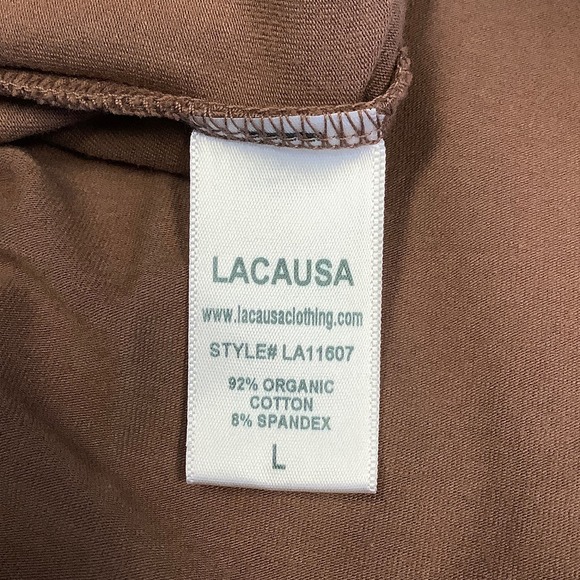 LACAUSA
www.lacausaclothing.com
STYLE# LA11607
92% ORGANIC
COTTON
8% SPANDEX
L